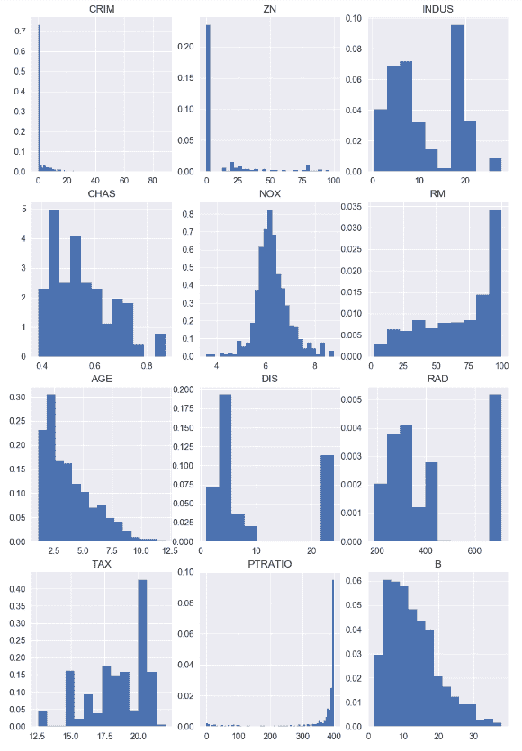 CRIM ZN INDUS
0.7 0.6 0.5 0.4 0.3 0.2 0.1 0.0
0 20 40 60 80
0.20 0.15 0.10 0.05 0.00
0 25 50 75 100
0.10 0.08 0.06 0.04 0.02 0.00
0 10 20
CHAS NOX RM
5 4 3 2 1 0
0.4 0.6 0.8
0.8 0.7 0.6 0.5 0.4 0.3 0.2 0.1 0.0
4 6 8
0.035 0.030 0.025 0.020 0.015 0.010 0.005 0.000
0 25 50 75 100
AGE DIS RAD
0.30 0.25 0.20 0.15 0.10 0.05 0.00
2.5 5.0 7.5 10.0 12.5
0.200 0.175 0.150 0.125 0.100 0.075 0.050 0.025 0.000
0 10 20
0.005 0.004 0.003 0.002 0.001 0.000
200 400 600
TAX PTRATIO B
0.40 0.35 0.30 0.25 0.20 0.15 0.10 0.05 0.00
12.5 15.0 17.5 20.0
0.10 0.08 0.06 0.04 0.02 0.00
0 100 200 300 400
0.06 0.05 0.04 0.03 0.02 0.01 0.00
0 10 20 30